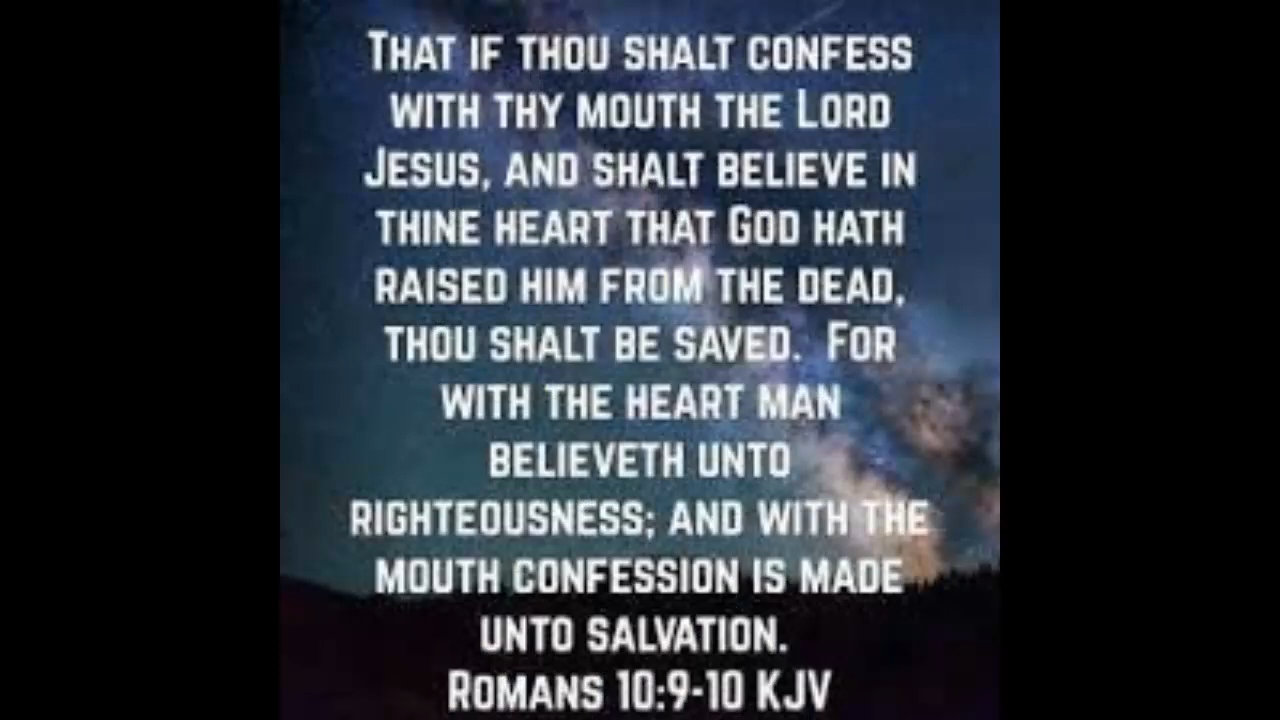 That if thou shalt confess
with thy mouth the Lord
Jesus, and shalt believe in
thine heart that God hath
raised him from the dead,
thou shalt be saved.  For
with the heart man
believeth unto
righteousness; and with the
mouth confession is made
unto salvation.
Romans 10:9-10 KJV